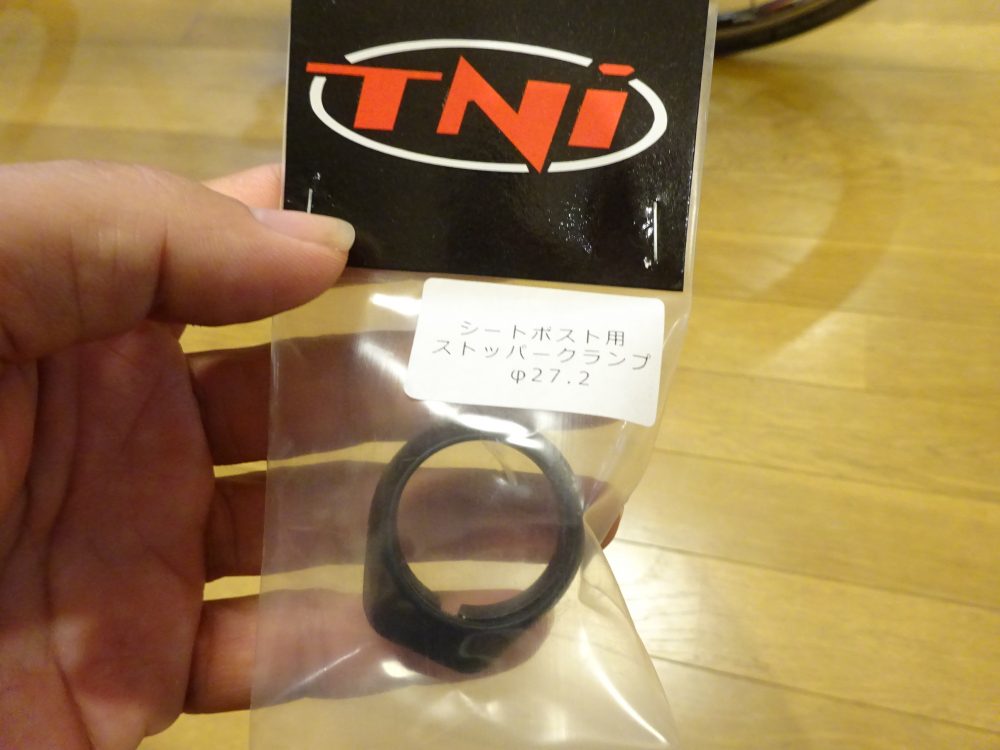 TNi
シートポスト用
ストッパークランプ
φ27.2